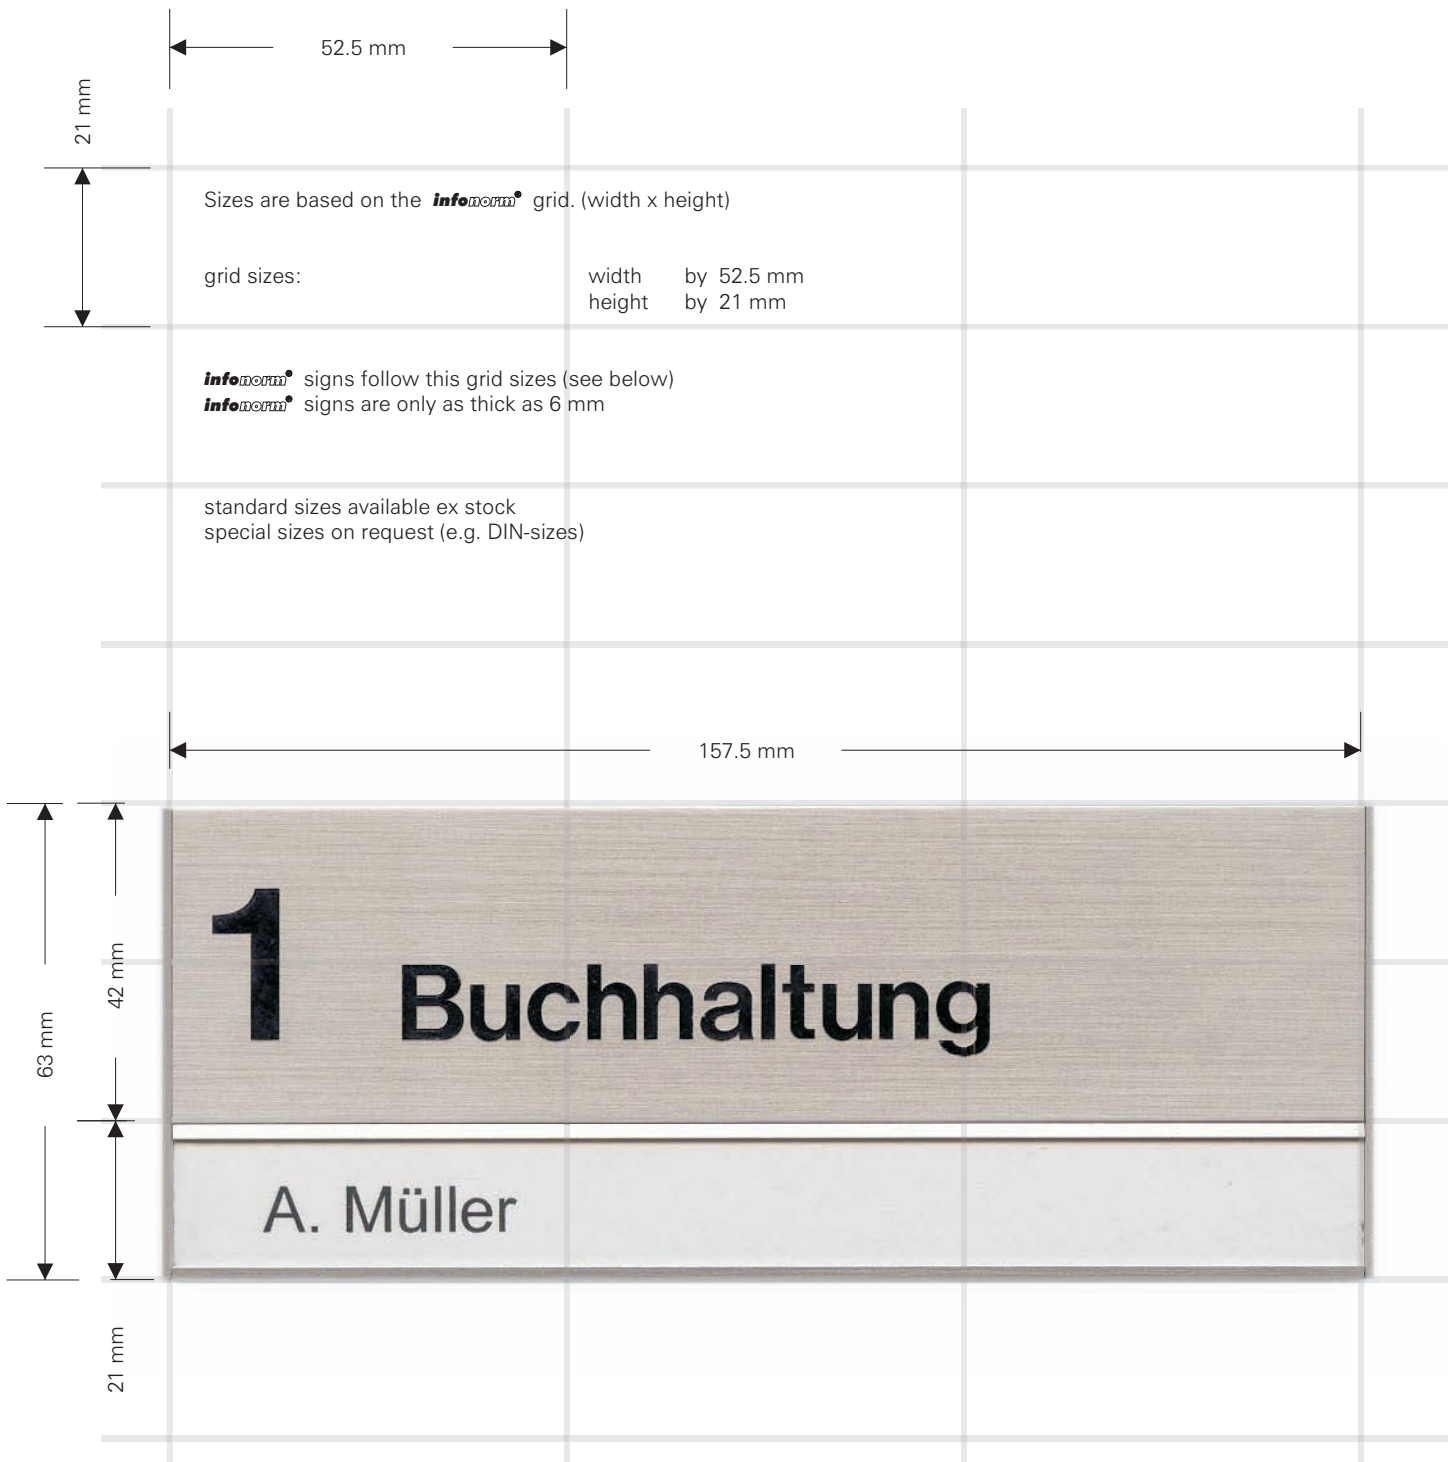 52.5 mm
21 mm
Sizes are based on the infonorm grid. (width x height)
grid sizes: width by 52.5 mm
height by 21 mm
infonorm signs follow this grid sizes (see below)
infonorm signs are only as thick as 6 mm
standard sizes available ex stock
special sizes on request (e.g. DIN-sizes)
157.5 mm
63 mm
42 mm
1 Buchhaltung
A. Müller
21 mm